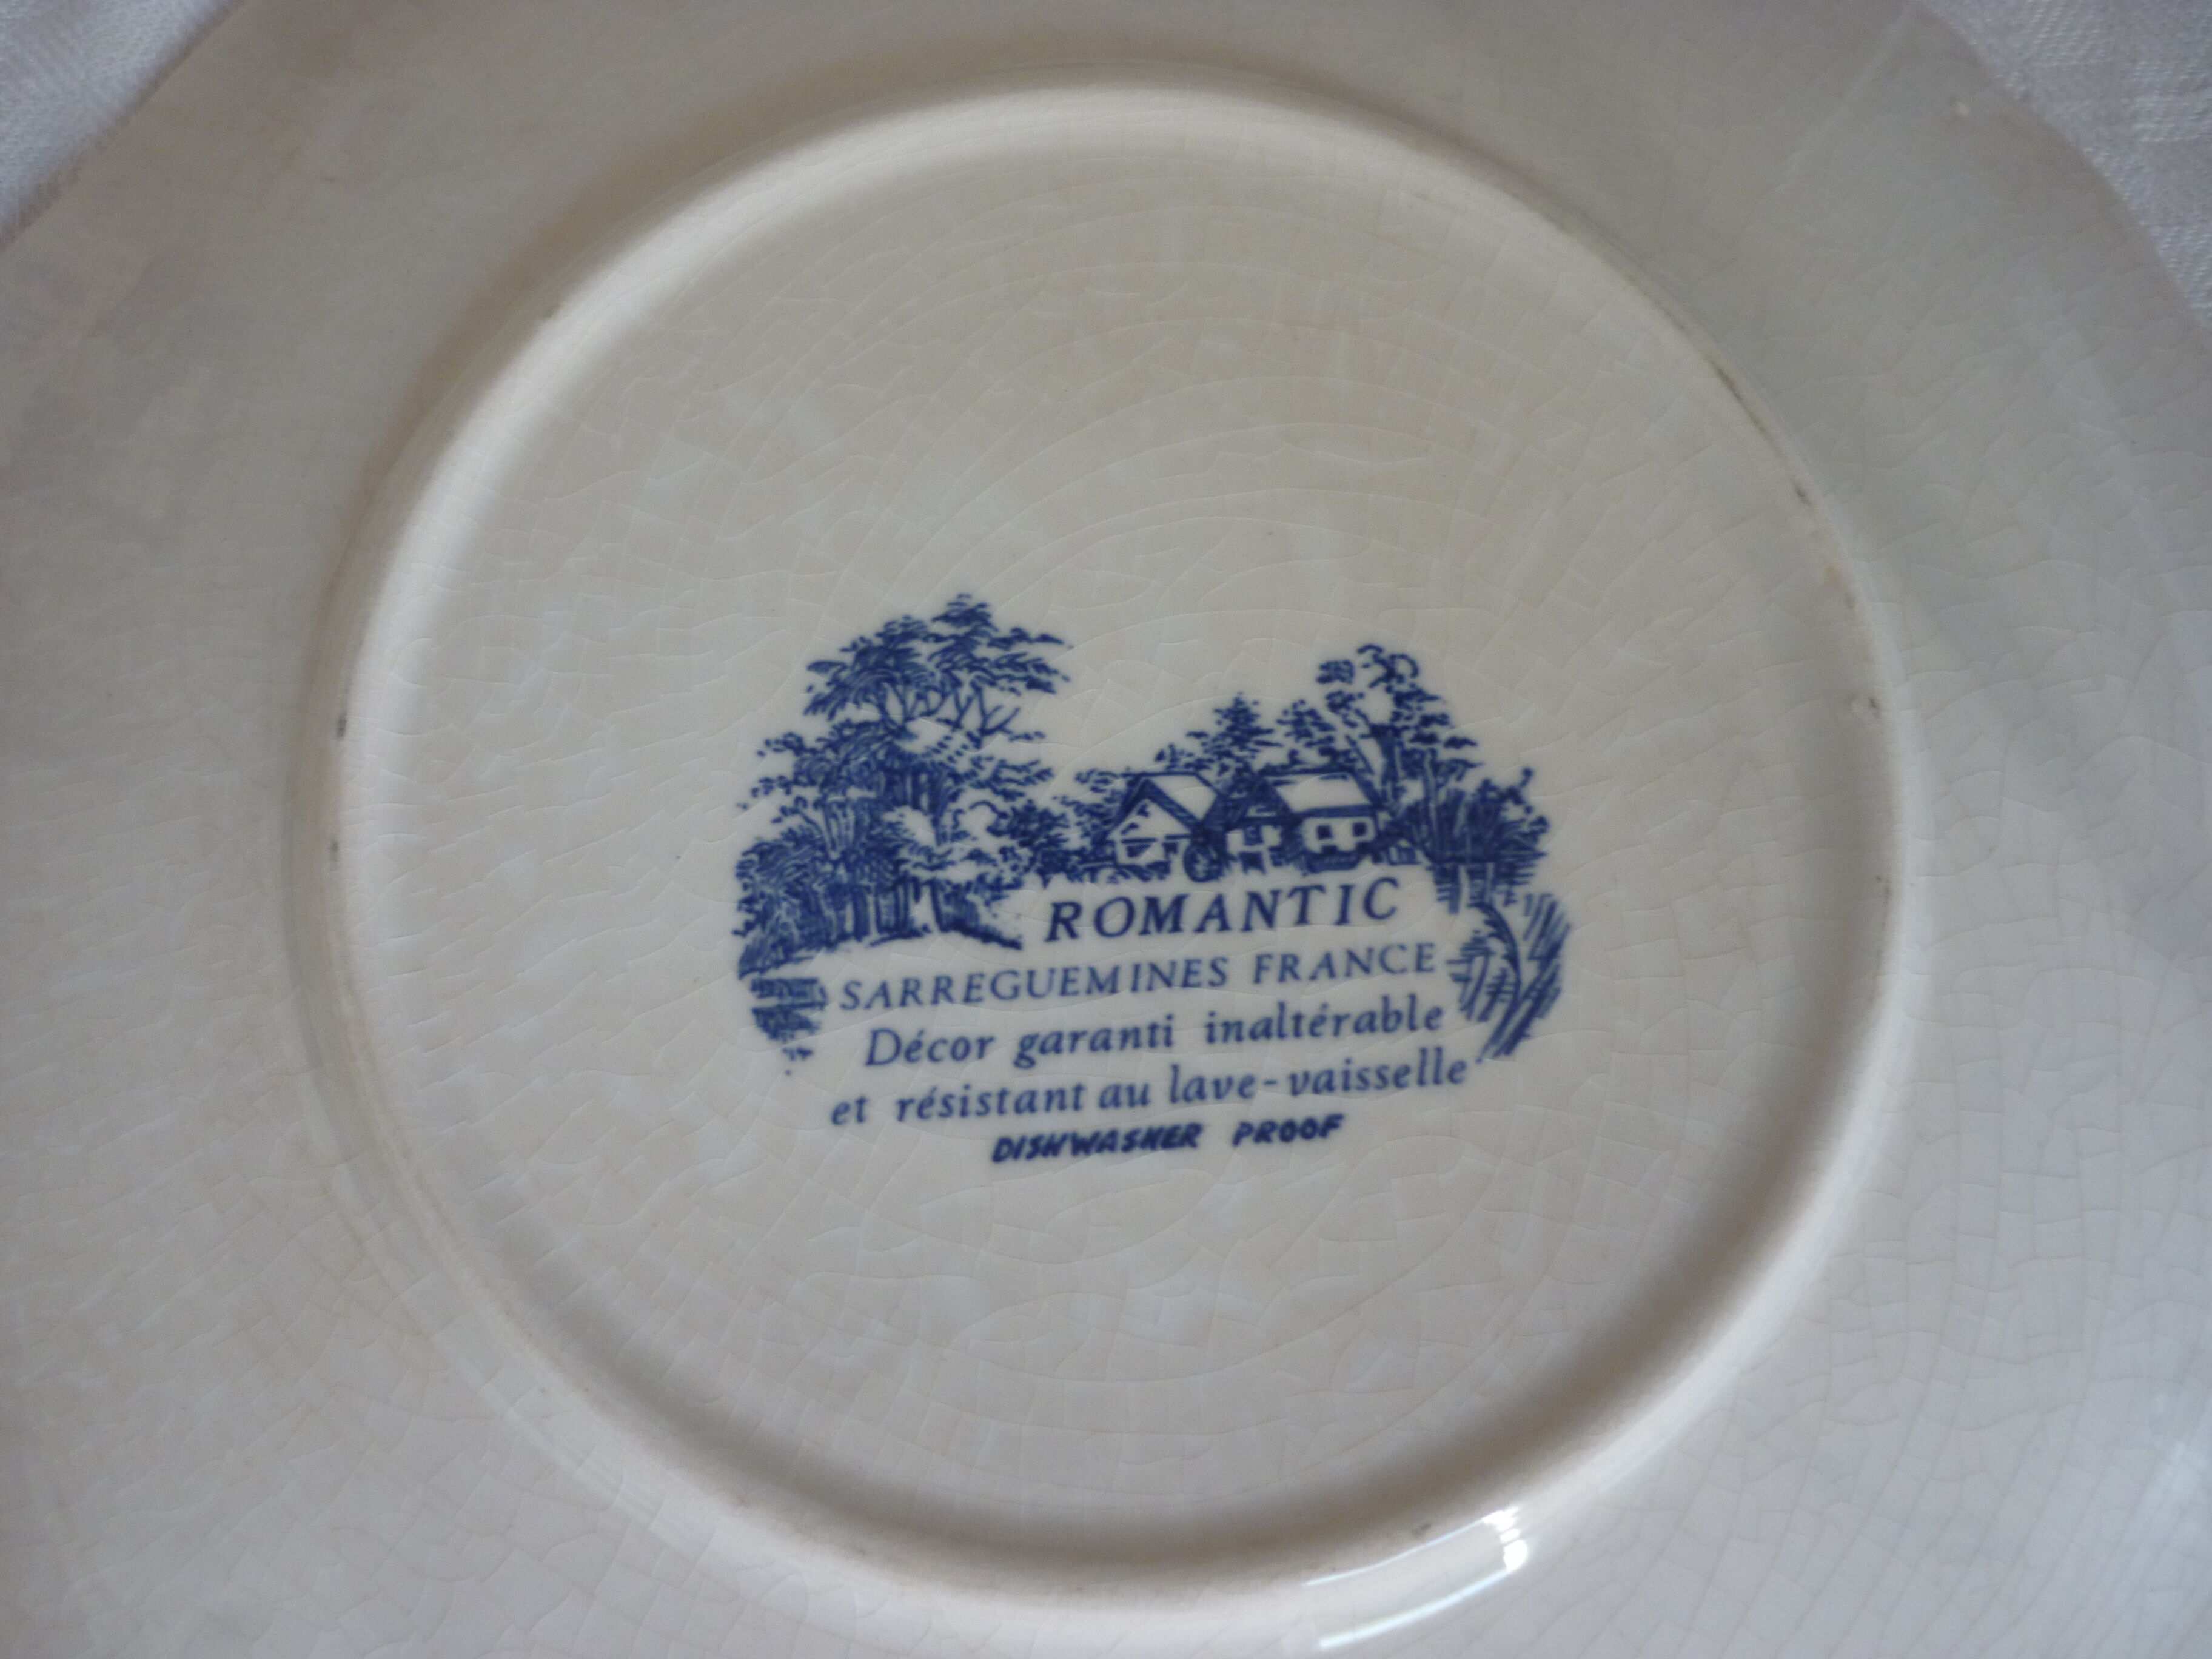 ROMANTIC
SARREGUEMINES FRANCE
Décor garanti inaltérable
et résistant au lave-vaisselle
DISHWASHER PROOF